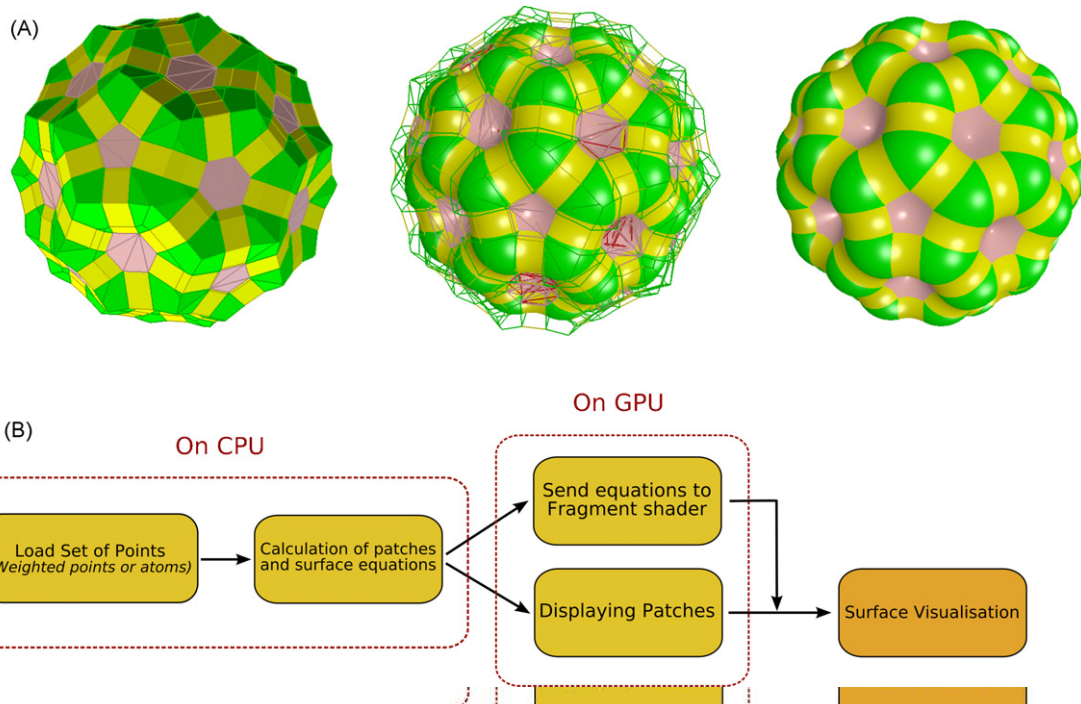 (A)
(B)
On CPU
On GPU
Load Set of Points
Weighted points or atoms)
Calculation of patches
and surface equations
Send equations to
Fragment shader
Displaying Patches
Surface Visualisation